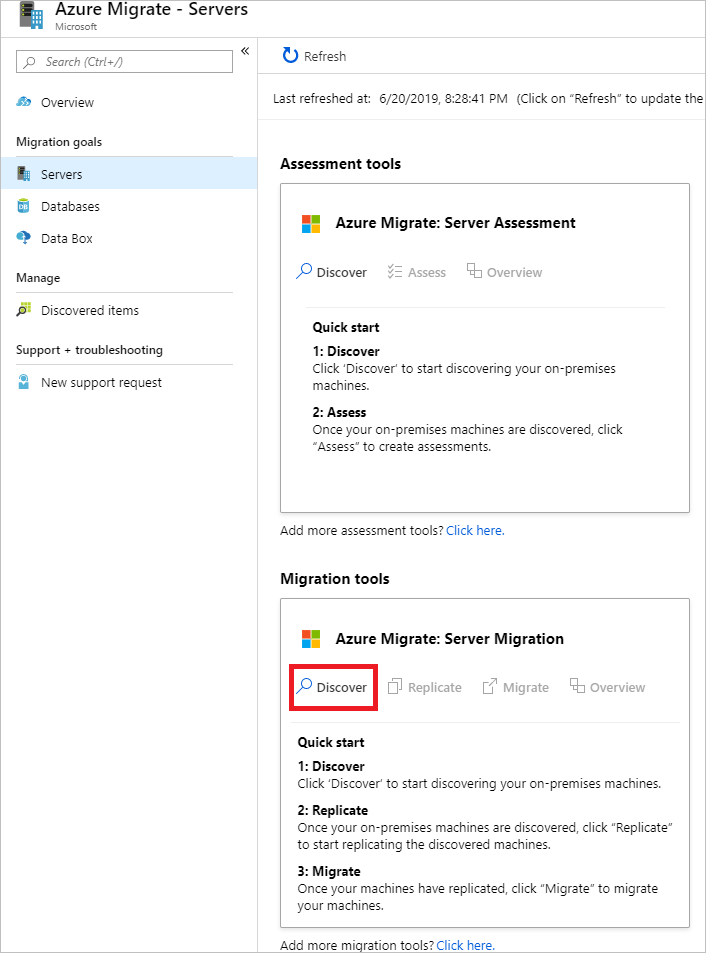 Azure Migrate - Servers
Microsoft
Search (Ctrl+/)
«
Overview
Migration goals
Servers
Databases
Data Box
Manage
Discovered items
Support + troubleshooting
New support request
Refresh
Last refreshed at: 6/20/2019, 8:28:41 PM (Click on “Refresh” to update the
Assessment tools
Azure Migrate: Server Assessment
Discover Assess Overview
Quick start
1: Discover
Click ‘Discover’ to start discovering your on-premises
machines.
2: Assess
Once your on-premises machines are discovered, click
“Assess” to create assessments.
Add more assessment tools? Click here.
Migration tools
Azure Migrate: Server Migration
Discover Replicate Migrate Overview
Quick start
1: Discover
Click ‘Discover’ to start discovering your on-premises machines.
2: Replicate
Once your on-premises machines are discovered, click “Replicate”
to start replicating the discovered machines.
3: Migrate
Once your machines have replicated, click “Migrate” to migrate
your machines.
Add more migration tools? Click here.